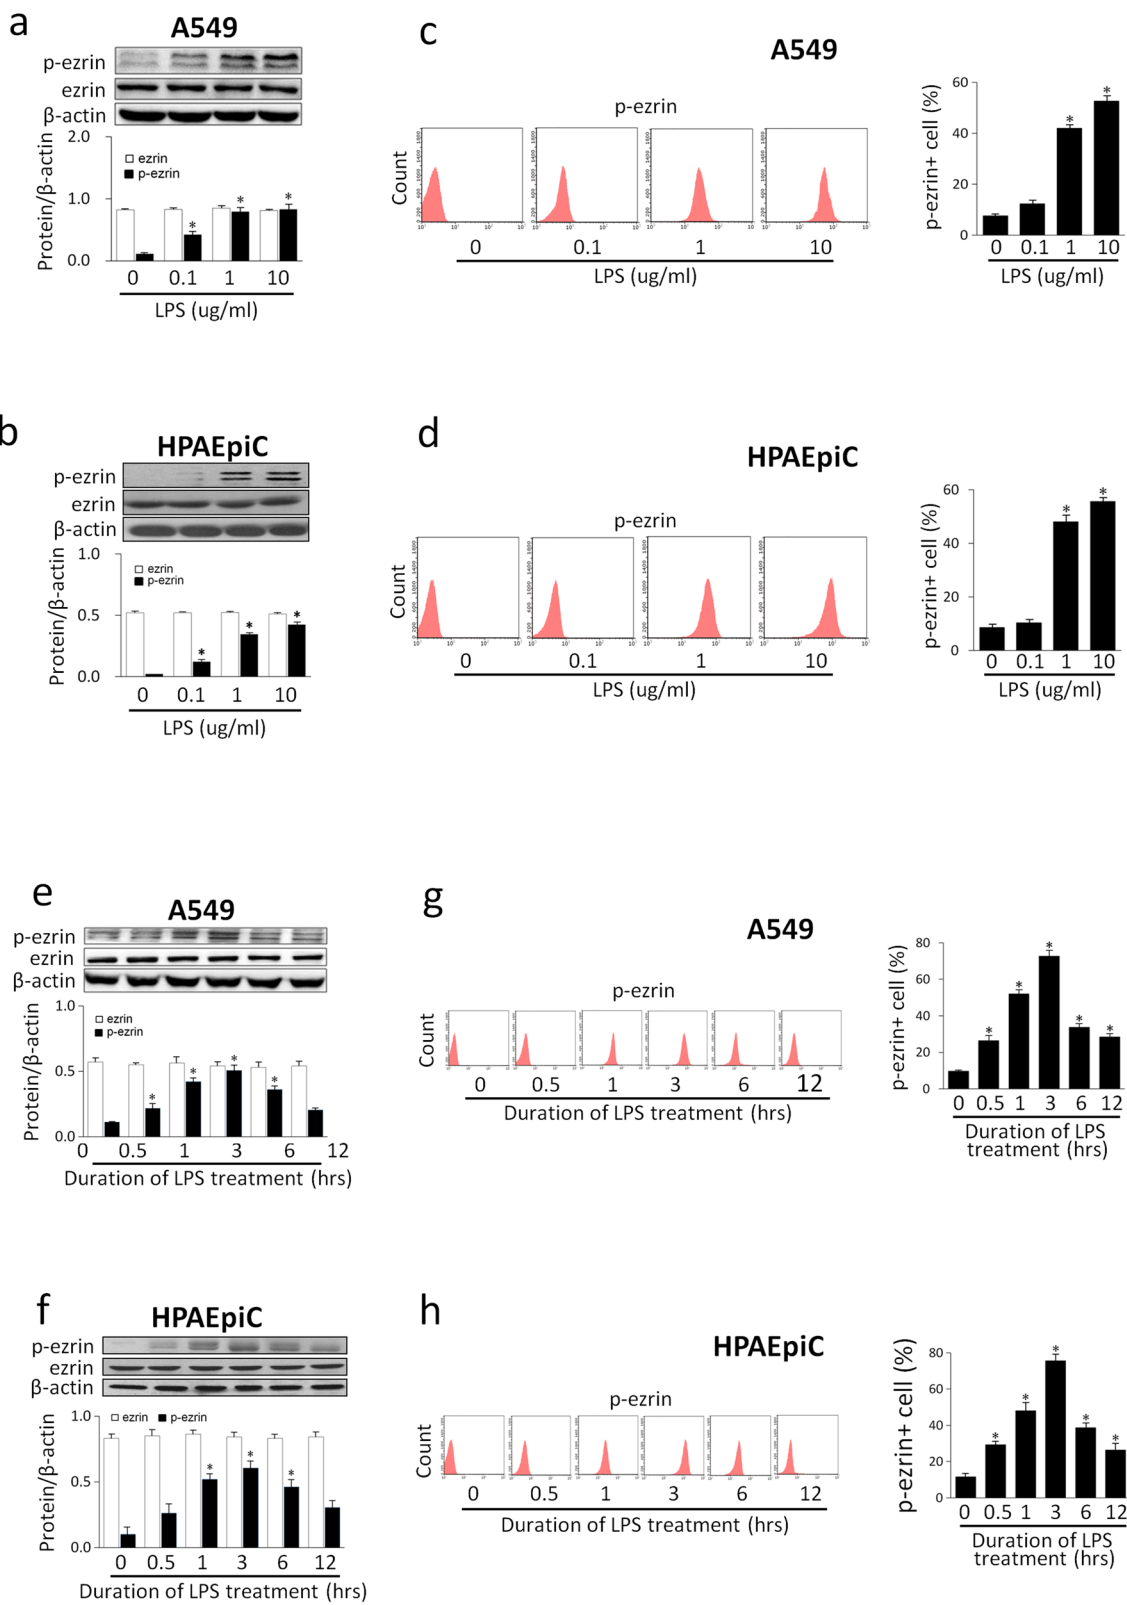 a
A549
p-ezrin
ezrin
β-actin
Protein/β-actin
2.0
1.0
0.0
ezrin
p-ezrin
* * *
0 0.1 1 10
LPS (ug/ml)
c
A549
p-ezrin
Count
0 0.1 1 10
LPS (ug/ml)
p-ezrin+ cell (%)
60
40
20
0
* *
0 0.1 1 10
LPS (ug/ml)
b
HPAEpiC
p-ezrin
ezrin
β-actin
Protein/β-actin
1.0
0.5
0.0
ezrin
p-ezrin
* * *
0 0.1 1 10
LPS (ug/ml)
d
HPAEpiC
p-ezrin
Count
0 0.1 1 10
LPS (ug/ml)
p-ezrin+ cell (%)
60
40
20
0
* *
0 0.1 1 10
LPS (ug/ml)
e
A549
p-ezrin
ezrin
β-actin
Protein/β-actin
1.0
0.5
0.0
ezrin
p-ezrin
* * * *
0 0.5 1 3 6 12
Duration of LPS treatment (hrs)
g
A549
p-ezrin
Count
0 0.5 1 3 6 12
Duration of LPS treatment (hrs)
p-ezrin+ cell (%)
80
60
40
20
0
* * * * *
0 0.5 1 3 6 12
Duration of LPS
treatment (hrs)
f
HPAEpiC
p-ezrin
ezrin
β-actin
Protein/β-actin
1.0
0.5
0.0
ezrin p-ezrin
* * *
0 0.5 1 3 6 12
Duration of LPS treatment (hrs)
h
HPAEpiC
p-ezrin
Count
0 0.5 1 3 6 12
Duration of LPS treatment (hrs)
p-ezrin+ cell (%)
80
60
40
20
0
* * * * *
0 0.5 1 3 6 12
Duration of LPS
treatment (hrs)